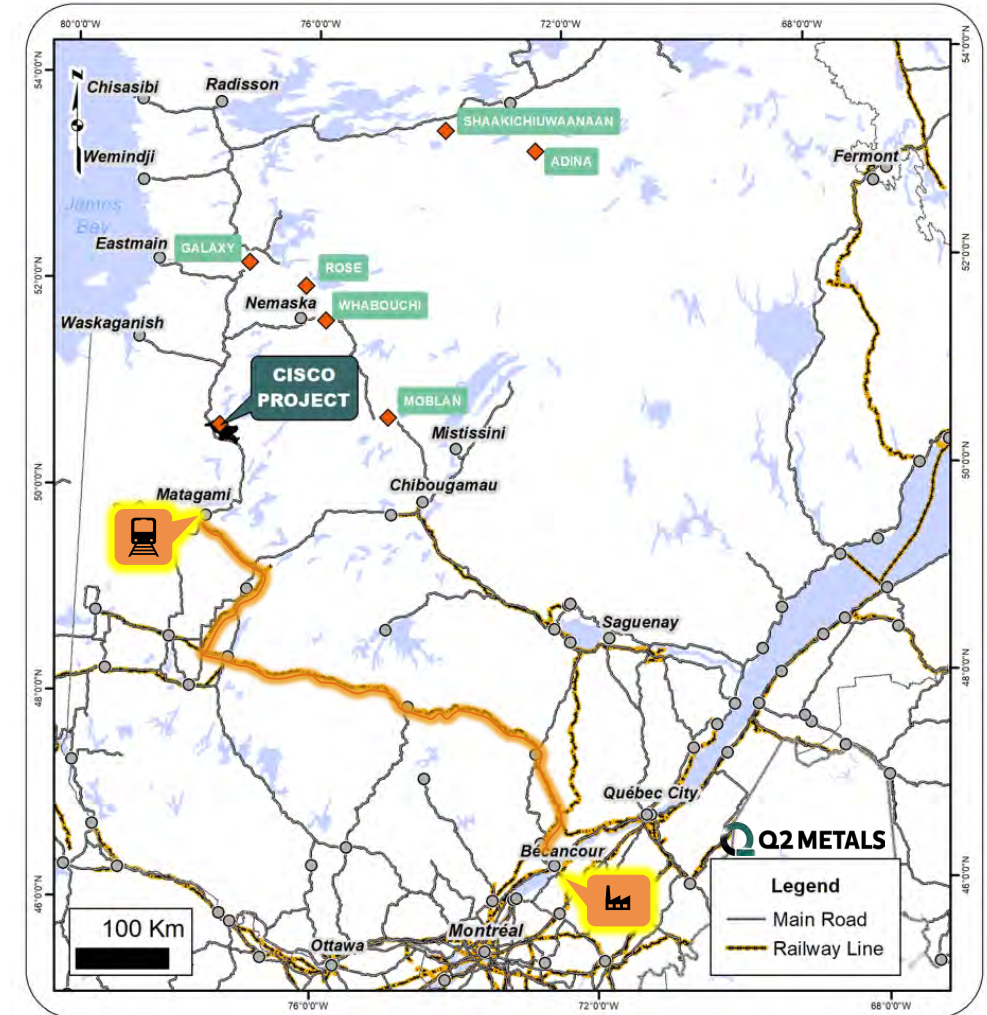 80°0'0"W
76°0'0"W
72°0'0"W
68°0'0"W
54°0'0"N
54°0'0"N
Chisasibi
Radisson
Z
SHAAKICHIUWAANAAN
ADINA
Wemindji
Fermont
James
Bay
Eastmain
GALAXY
52°0'0"N
52°0'0"N
ROSE
Nemaska
WHABOUCHI
Waskaganish
CISCO
PROJECT
MOBLAN
Mistissini
50°0'0"N
50°0'0"N
Matagami
Chibougamau
Saguenay
48°0'0"N
48°0'0"N
Québec City
Q2 METALS
Bécancour
46°0'0"N
46°0'0"N
Legend
Main Road
Railway Line
100 Km
Ottawa
Montréal
76°0'0"W
72°0'0"W
68°0'0"W